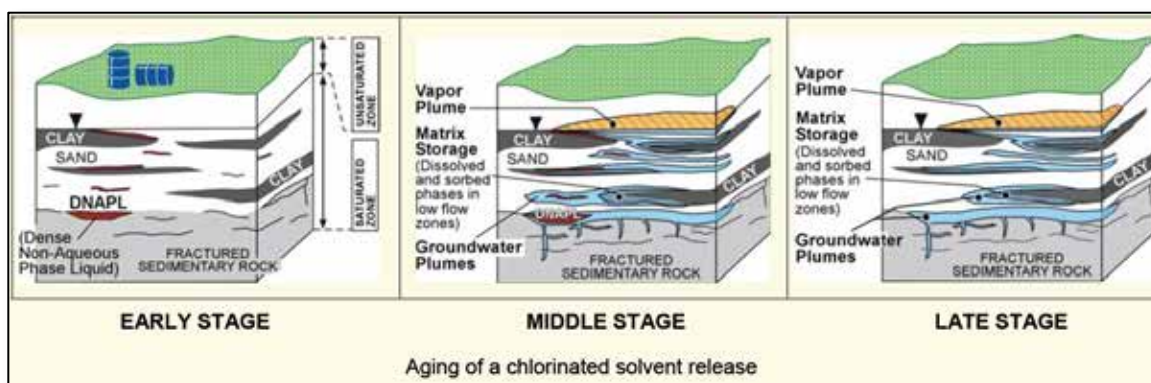 UNSATURATED
ZONE
SATURATED
ZONE
CLAY
SAND
CLAY
DNAPL
(Dense
Non-Aqueous
Phase Liquid)
FRACTURED
SEDIMENTARY ROCK
EARLY STAGE
Vapor
Plume
Matrix
Storage
(Dissolved
and sorbed
phases in
low flow
zones)
Groundwater
Plumes
CLAY
SAND
CLAY
DNAPL
FRACTURED
SEDIMENTARY ROCK
MIDDLE STAGE
Vapor
Plume
Matrix
Storage
(Dissolved
and sorbed
phases in
low flow
zones)
Groundwater
Plumes
CLAY
SAND
CLAY
FRACTURED
SEDIMENTARY ROCK
LATE STAGE
Aging of a chlorinated solvent release